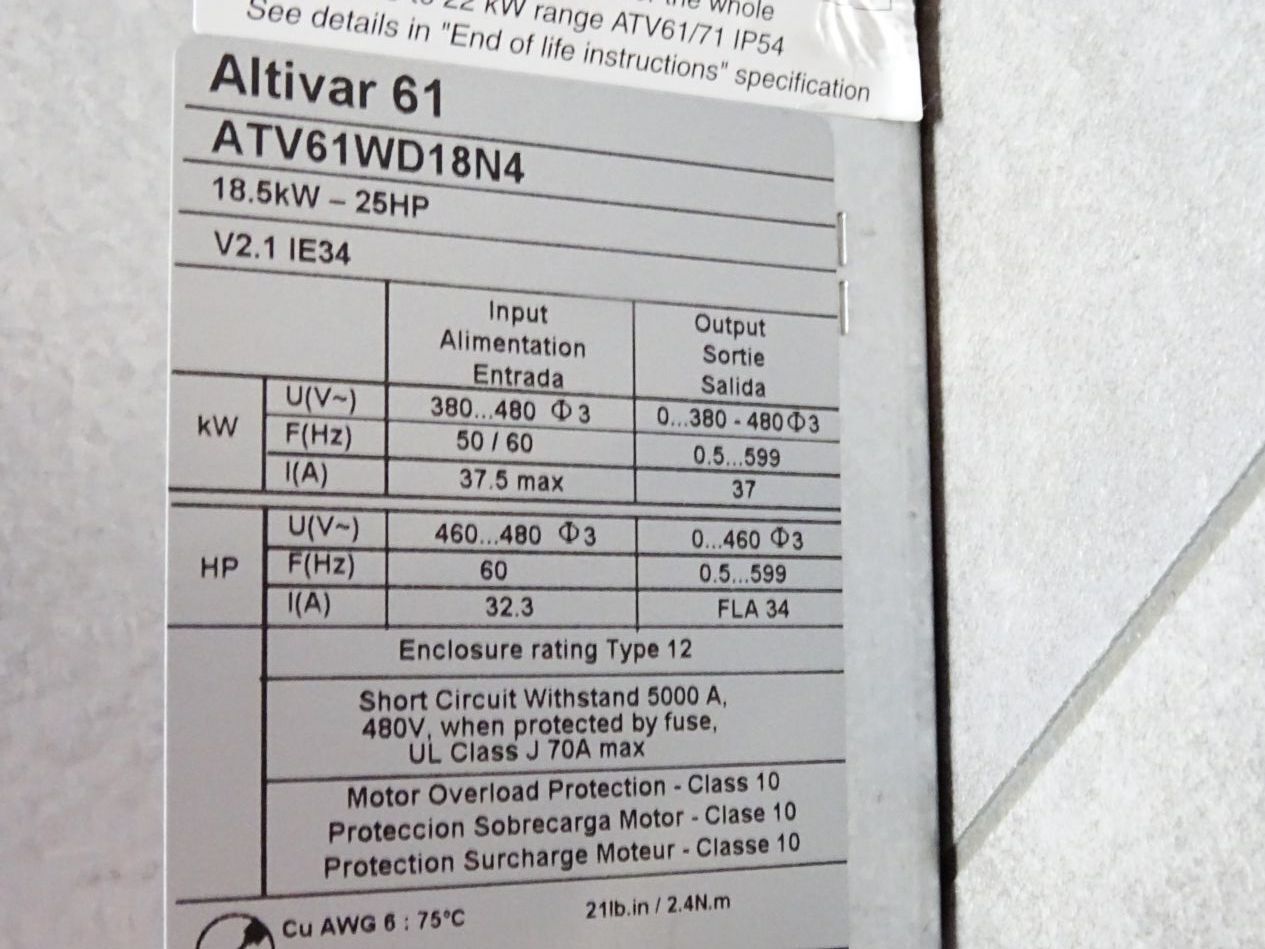 the whole
22 kW range ATV61/71 IP54
See details in "End of life instructions" specification
Altivar 61
ATV61WD18N4
18.5kW – 25HP
V2.1 IE34
Input Output
Alimentation Sortie
Entrada Salida
kW
U(V~) 380...480 Φ3 0...380 - 480Φ3
F(Hz) 50 / 60 0.5...599
I(A) 37.5 max 37
HP
U(V~) 460...480 Φ3 0...460 Φ3
F(Hz) 60 0.5...599
I(A) 32.3 FLA 34
Enclosure rating Type 12
Short Circuit Withstand 5000 A,
480V, when protected by fuse,
UL Class J 70A max
Motor Overload Protection - Class 10
Proteccion Sobrecarga Motor - Clase 10
Protection Surcharge Moteur - Classe 10
Cu AWG 6 : 75°C 21lb.in / 2.4N.m